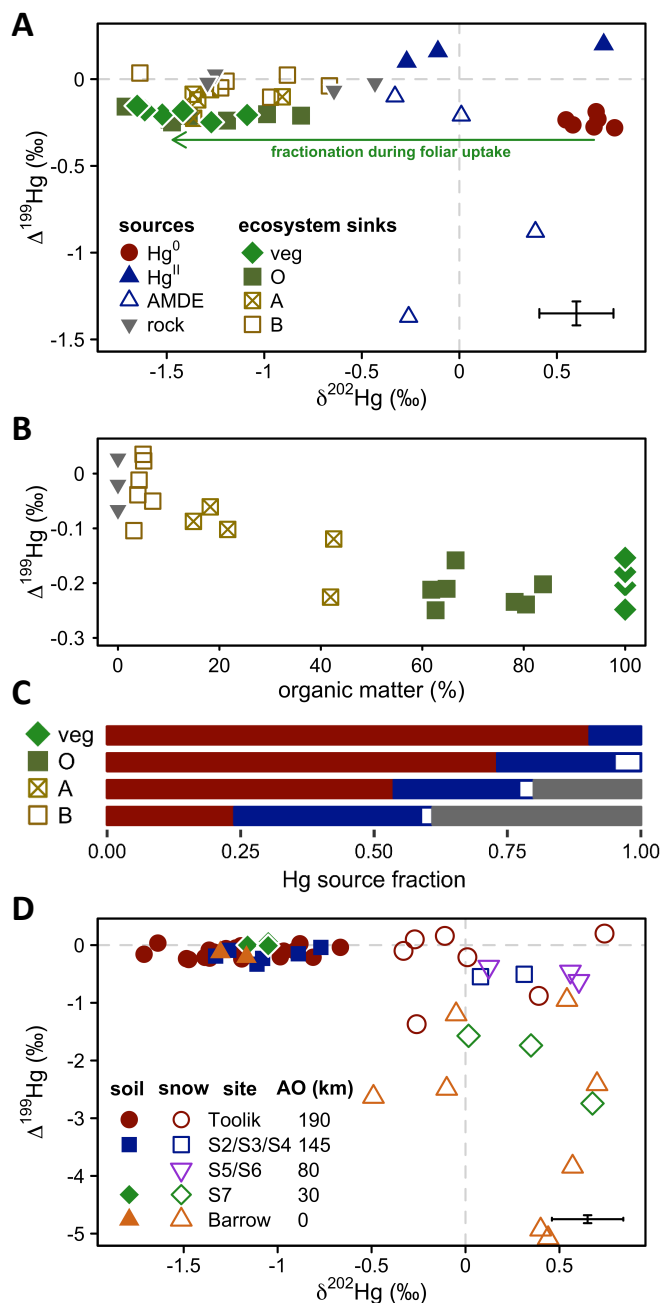 A
0
-0.5
-1
-1.5
Δ¹⁹⁹Hg (‰)
fractionation during foliar uptake
sources ecosystem sinks
Hg⁰ veg
Hgᴵᴵ O
AMDE A
rock B
-1.5 -1 -0.5 0 0.5
δ²⁰²Hg (‰)
B
0
-0.1
-0.2
-0.3
Δ¹⁹⁹Hg (‰)
0 20 40 60 80 100
organic matter (%)
C
veg
O
A
B
0.00 0.25 0.50 0.75 1.00
Hg source fraction
D
0
-1
-2
-3
-4
-5
Δ¹⁹⁹Hg (‰)
soil snow site AO (km)
Toolik 190
S2/S3/S4 145
S5/S6 80
S7 30
Barrow 0
-1.5 -1 -0.5 0 0.5
δ²⁰²Hg (‰)